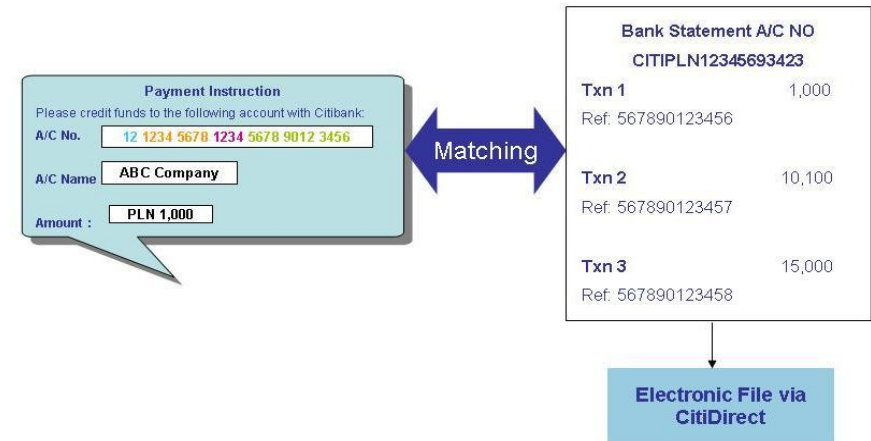 Payment Instruction
Please credit funds to the following account with Citibank:
A/C No. 12 1234 5678 1234 5678 9012 3456
A/C Name ABC Company
Amount : PLN 1,000
Matching
Bank Statement A/C NO
CITIPLN12345693423
Txn 1 1,000
Ref: 567890123456
Txn 2 10,100
Ref: 567890123457
Txn 3 15,000
Ref: 567890123458
Electronic File via
CitiDirect